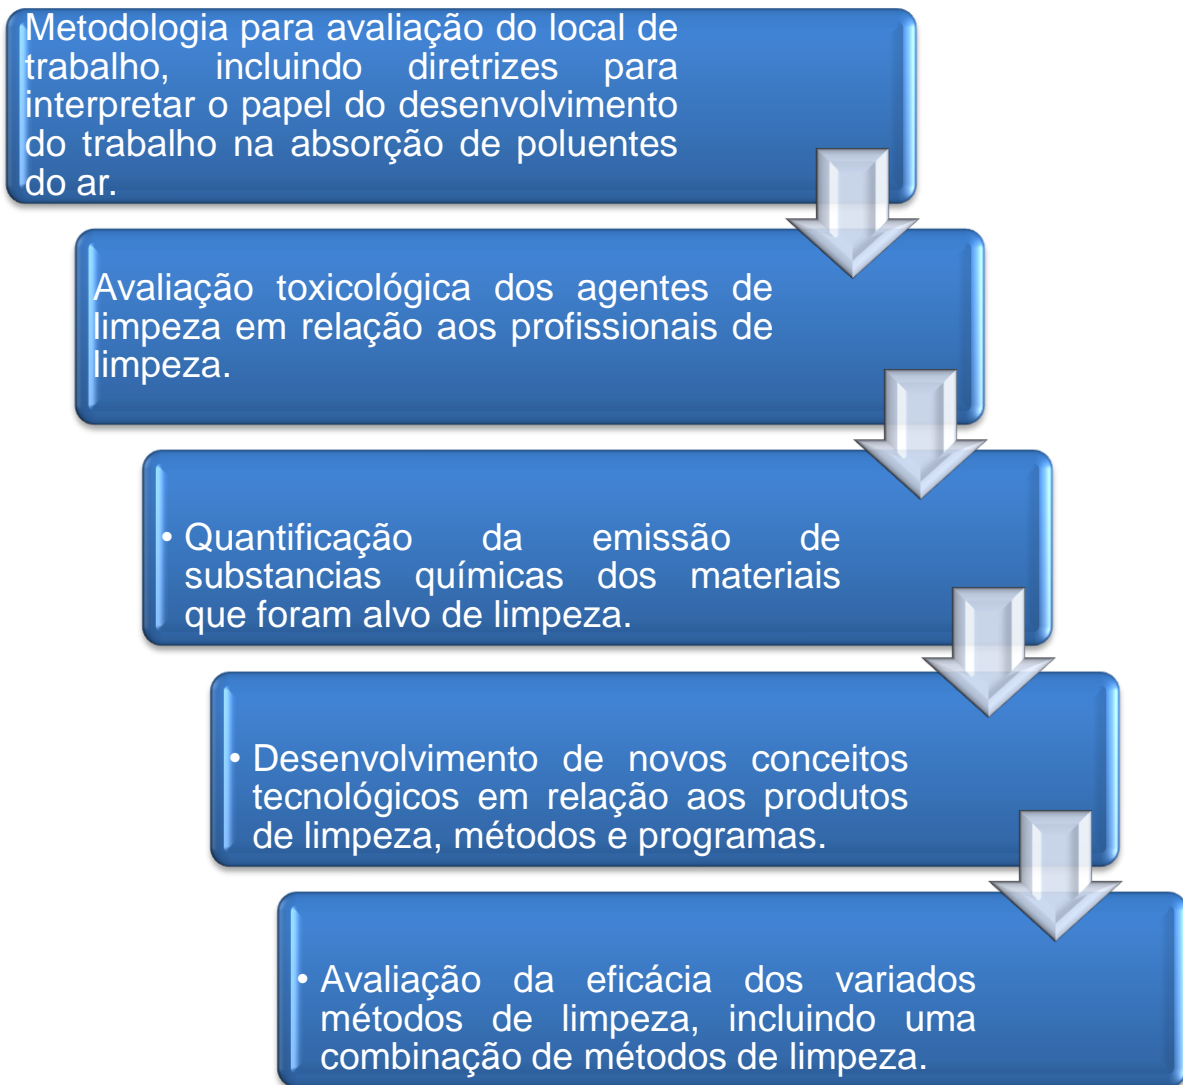 Metodologia para avaliação do local de
trabalho, incluindo diretrizes para
interpretar o papel do desenvolvimento
do trabalho na absorção de poluentes
do ar.
Avaliação toxicológica dos agentes de
limpeza em relação aos profissionais de
limpeza.
• Quantificação da emissão de
substancias químicas dos materiais
que foram alvo de limpeza.
• Desenvolvimento de novos conceitos
tecnológicos em relação aos produtos
de limpeza, métodos e programas.
• Avaliação da eficácia dos variados
métodos de limpeza, incluindo uma
combinação de métodos de limpeza.